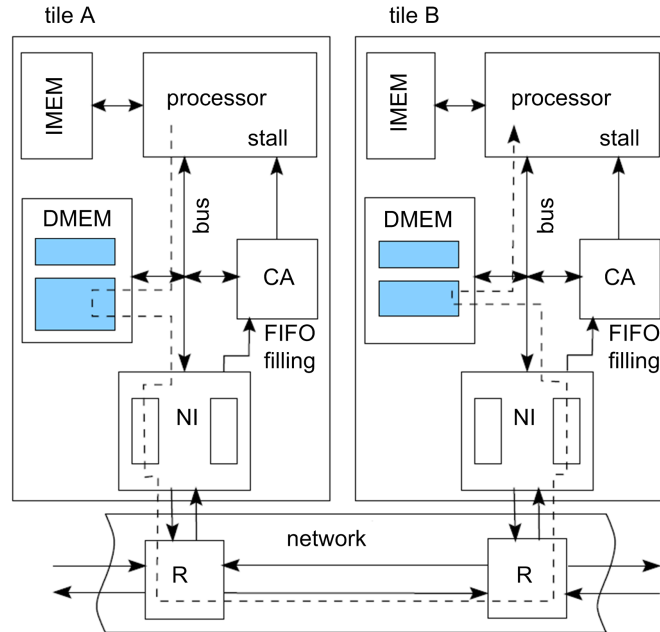 tile A
tile B
IMEM
processor
stall
IMEM
processor
stall
DMEM
bus
CA
DMEM
bus
CA
FIFO
filling
FIFO
filling
NI
NI
network
R
R